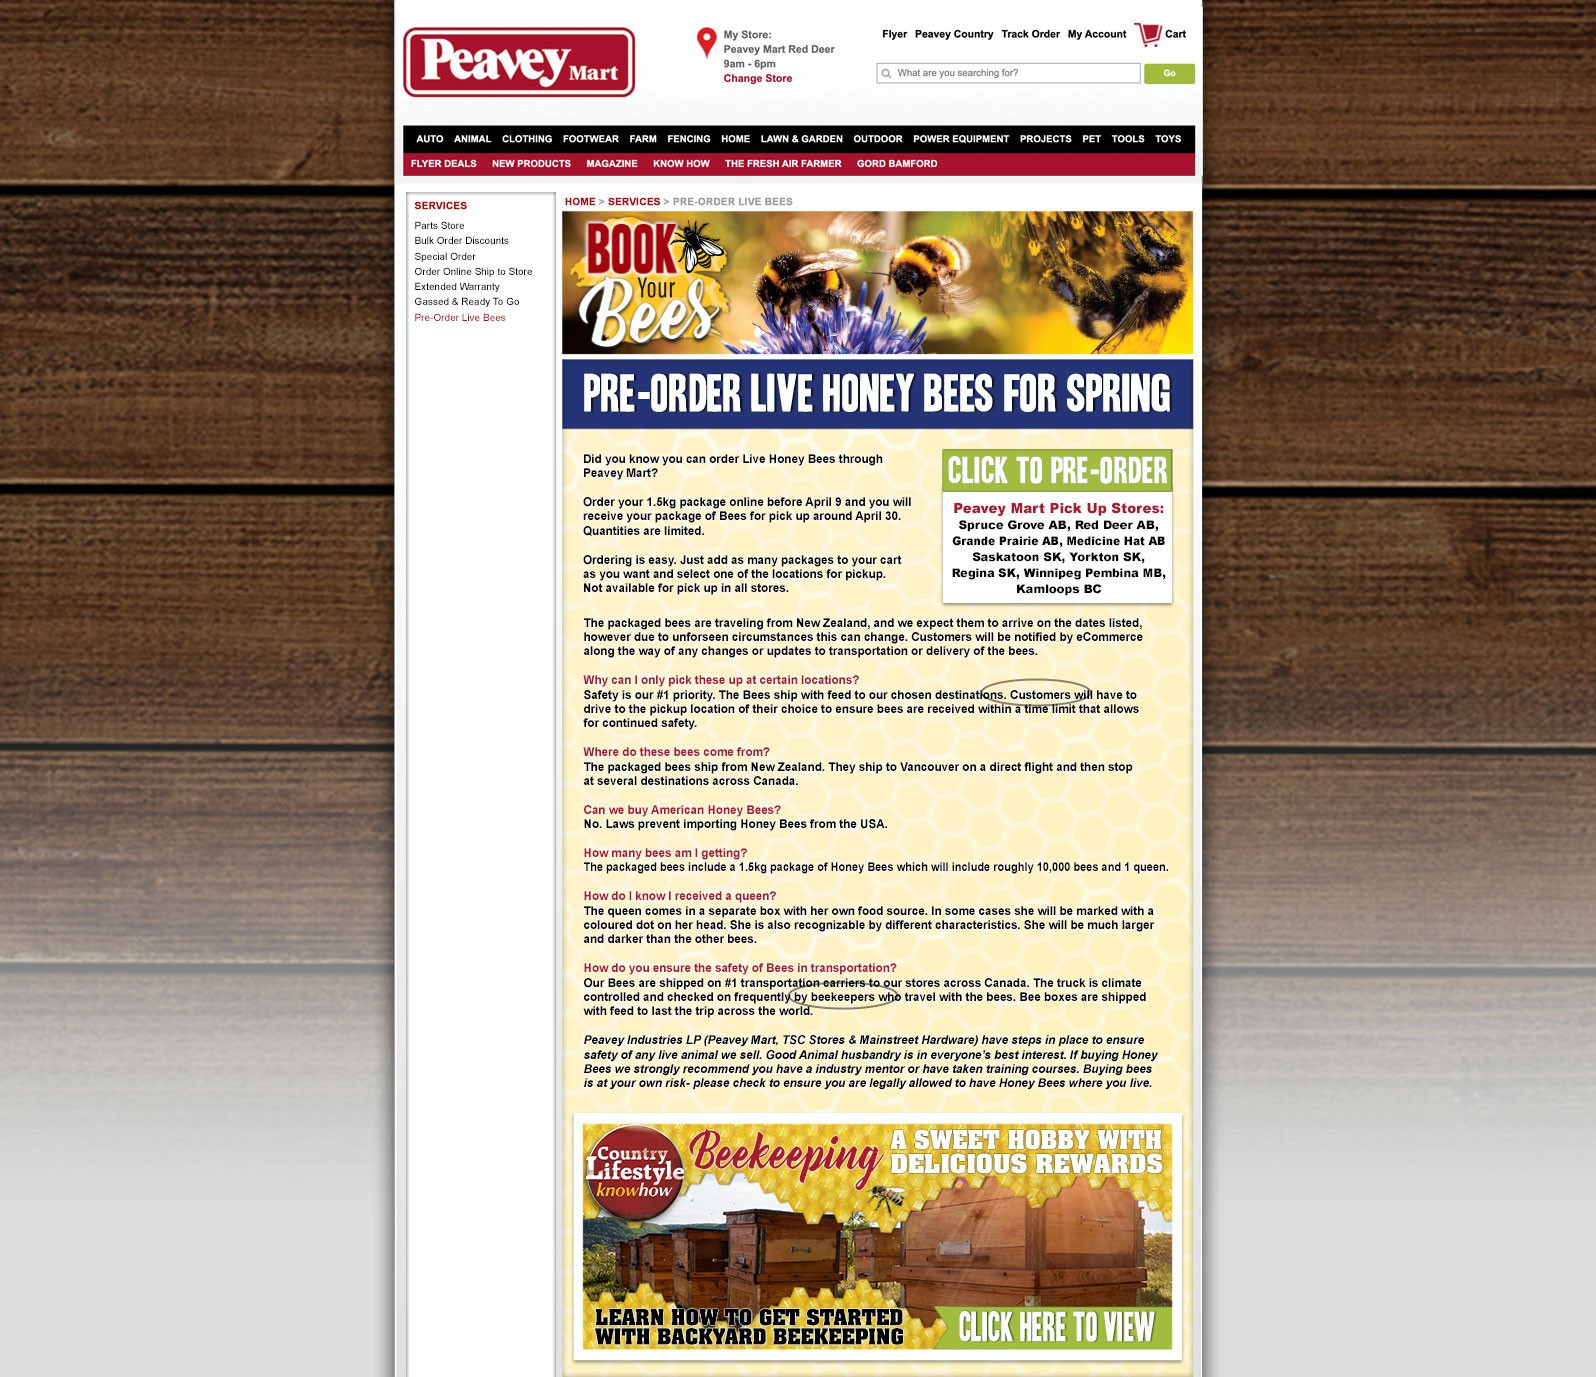 Peavey Mart
My Store:
Peavey Mart Red Deer
9am - 6pm
Change Store
Flyer Peavey Country Track Order My Account Cart
What are you searching for? Go
AUTO ANIMAL CLOTHING FOOTWEAR FARM FENCING HOME LAWN & GARDEN OUTDOOR POWER EQUIPMENT PROJECTS PET TOOLS TOYS
FLYER DEALS NEW PRODUCTS MAGAZINE KNOW HOW THE FRESH AIR FARMER GORD BAMFORD
SERVICES
Parts Store
Bulk Order Discounts
Special Order
Order Online Ship to Store
Extended Warranty
Gassed & Ready To Go
Pre-Order Live Bees
HOME > SERVICES > PRE-ORDER LIVE BEES
BOOK
Your
Bees
PRE-ORDER LIVE HONEY BEES FOR SPRING
Did you know you can order Live Honey Bees through
Peavey Mart?
Order your 1.5kg package online before April 9 and you will
receive your package of Bees for pick up around April 30.
Quantities are limited.
Ordering is easy. Just add as many packages to your cart
as you want and select one of the locations for pickup.
Not available for pick up in all stores.
CLICK TO PRE-ORDER
Peavey Mart Pick Up Stores:
Spruce Grove AB, Red Deer AB,
Grande Prairie AB, Medicine Hat AB
Saskatoon SK, Yorkton SK,
Regina SK, Winnipeg Pembina MB,
Kamloops BC
The packaged bees are traveling from New Zealand, and we expect them to arrive on the dates listed,
however due to unforseen circumstances this can change. Customers will be notified by eCommerce
along the way of any changes or updates to transportation or delivery of the bees.
Why can I only pick these up at certain locations?
Safety is our #1 priority. The Bees ship with feed to our chosen destinations. Customers will have to
drive to the pickup location of their choice to ensure bees are received within a time limit that allows
for continued safety.
Where do these bees come from?
The packaged bees ship from New Zealand. They ship to Vancouver on a direct flight and then stop
at several destinations across Canada.
Can we buy American Honey Bees?
No. Laws prevent importing Honey Bees from the USA.
How many bees am I getting?
The packaged bees include a 1.5kg package of Honey Bees which will include roughly 10,000 bees and 1 queen.
How do I know I received a queen?
The queen comes in a separate box with her own food source. In some cases she will be marked with a
coloured dot on her head. She is also recognizable by different characteristics. She will be much larger
and darker than the other bees.
How do you ensure the safety of Bees in transportation?
Our Bees are shipped on #1 transportation carriers to our stores across Canada. The truck is climate
controlled and checked on frequently by beekeepers who travel with the bees. Bee boxes are shipped
with feed to last the trip across the world.
Peavey Industries LP (Peavey Mart, TSC Stores & Mainstreet Hardware) have steps in place to ensure
safety of any live animal we sell. Good Animal husbandry is in everyone's best interest. If buying Honey
Bees we strongly recommend you have a industry mentor or have taken training courses. Buying bees
is at your own risk- please check to ensure you are legally allowed to have Honey Bees where you live.
Country
Lifestyle
knowhow
Beekeeping
A SWEET HOBBY WITH
DELICIOUS REWARDS
LEARN HOW TO GET STARTED
WITH BACKYARD BEEKEEPING
CLICK HERE TO VIEW